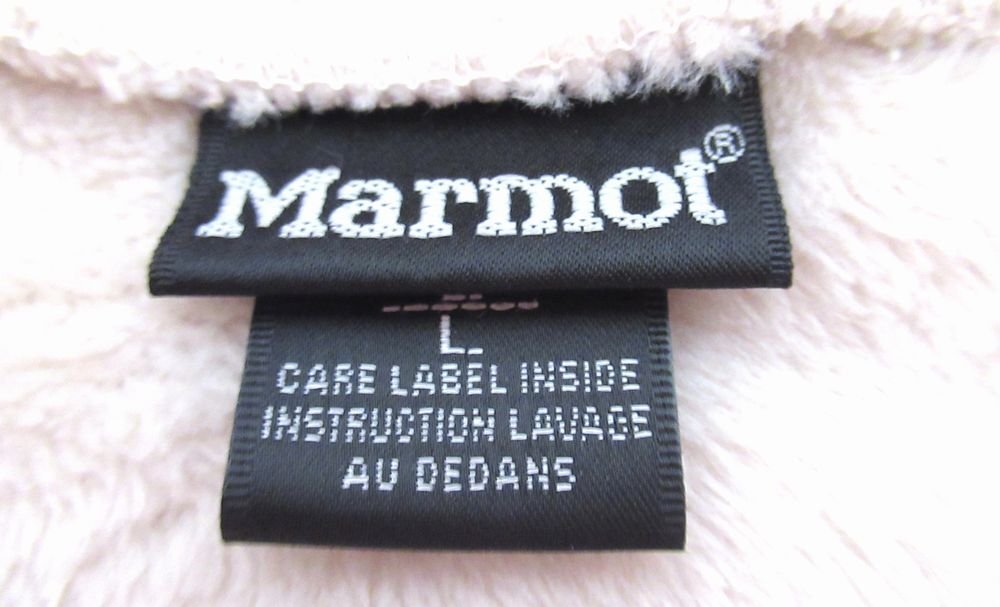 Marmot®
L
CARE LABEL INSIDE
INSTRUCTION LAVAGE
AU DEDANS